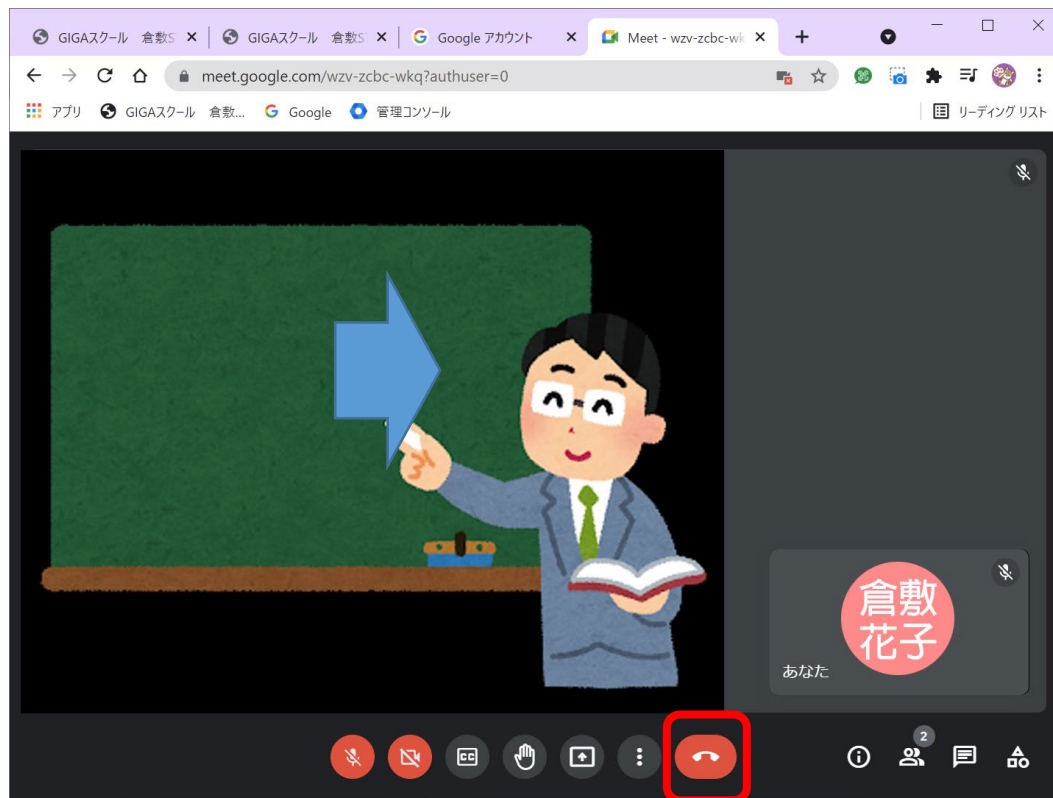 GIGAスクール 倉敷S
GIGAスクール 倉敷S
Google アカウント
Meet - wzv-zcbc-wk
meet.google.com/wzv-zcbc-wkq?authuser=0
アプリ
GIGAスクール 倉敷...
Google
管理コンソール
リーディング リスト
倉敷
花子
あなた
CC
2